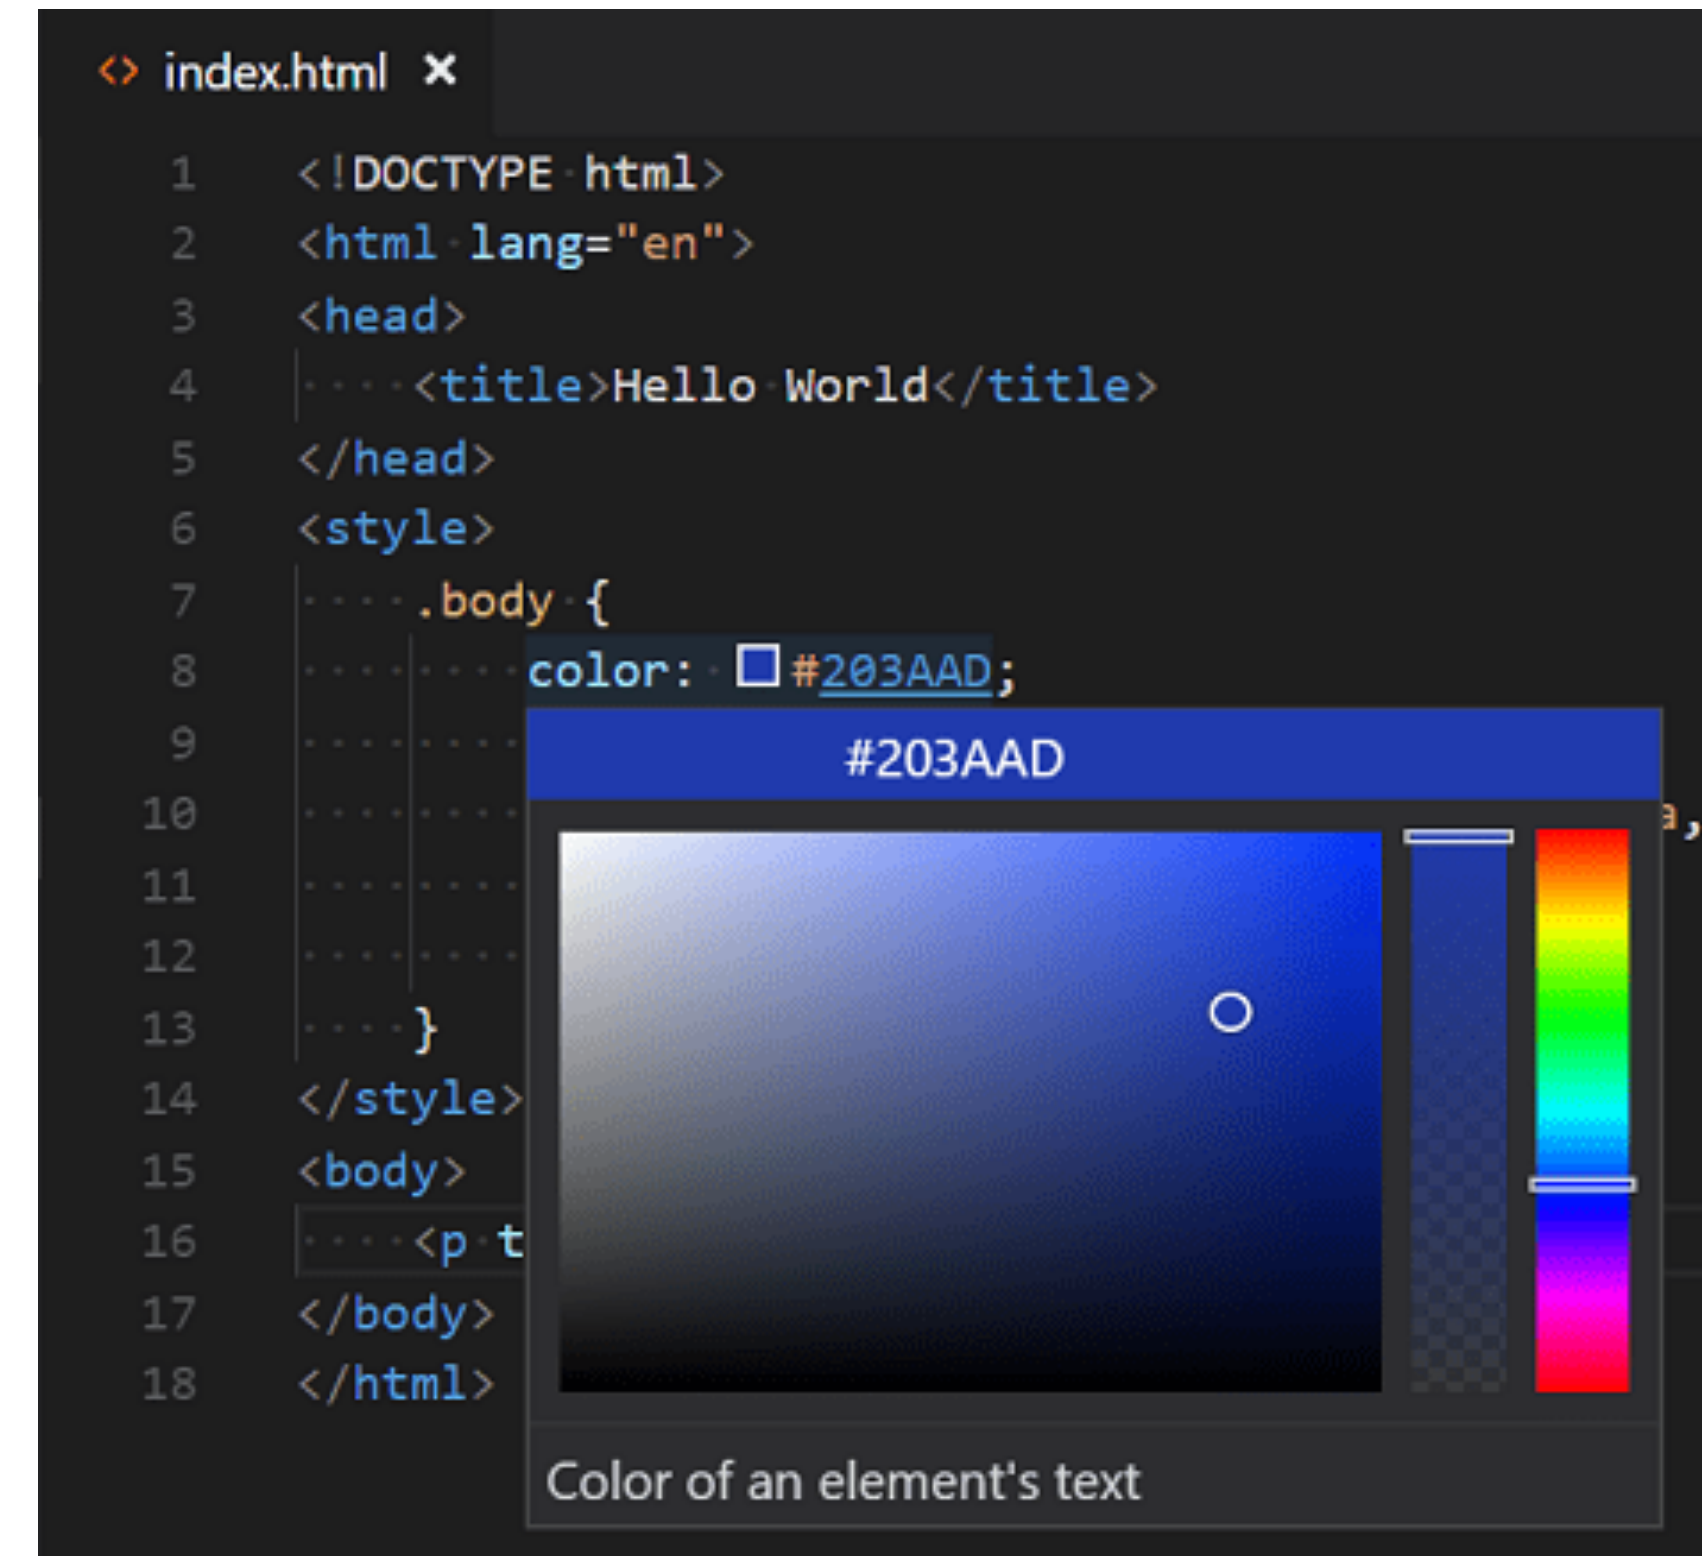 index.html
1 <!DOCTYPE html>
2 <html lang="en">
3 <head>
4 <title>Hello World</title>
5 </head>
6 <style>
7 .body {
8 color: #203AAD;
9
#203AAD
10 a,
11
12
13 }
14 </style>
15 <body>
16 <p t
17 </body>
18 </html>
Color of an element's text